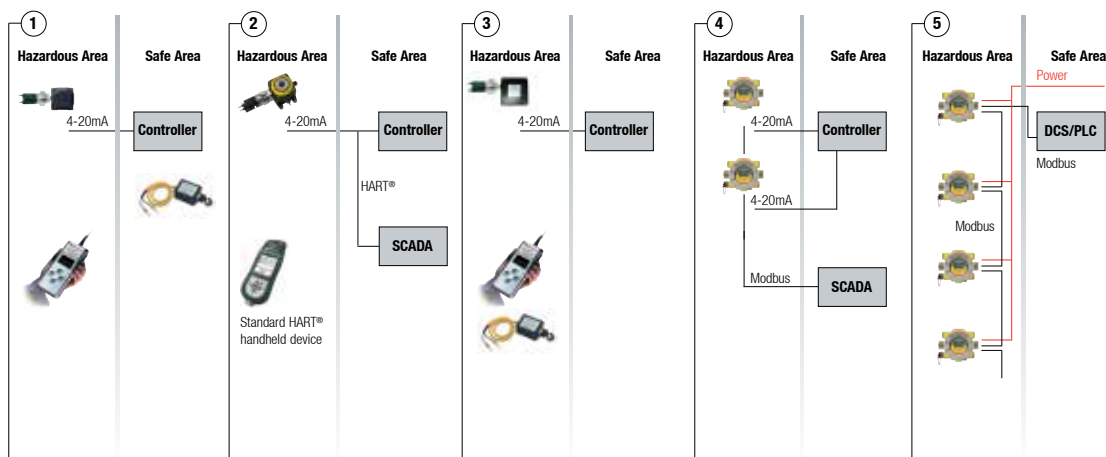 1
Hazardous Area
Safe Area
4-20mA
Controller
2
Hazardous Area
Safe Area
4-20mA
Controller
HART®
SCADA
Standard HART®
handheld device
3
Hazardous Area
Safe Area
4-20mA
Controller
4
Hazardous Area
Safe Area
4-20mA
Controller
4-20mA
Modbus
SCADA
5
Hazardous Area
Safe Area
Power
DCS/PLC
Modbus
Modbus